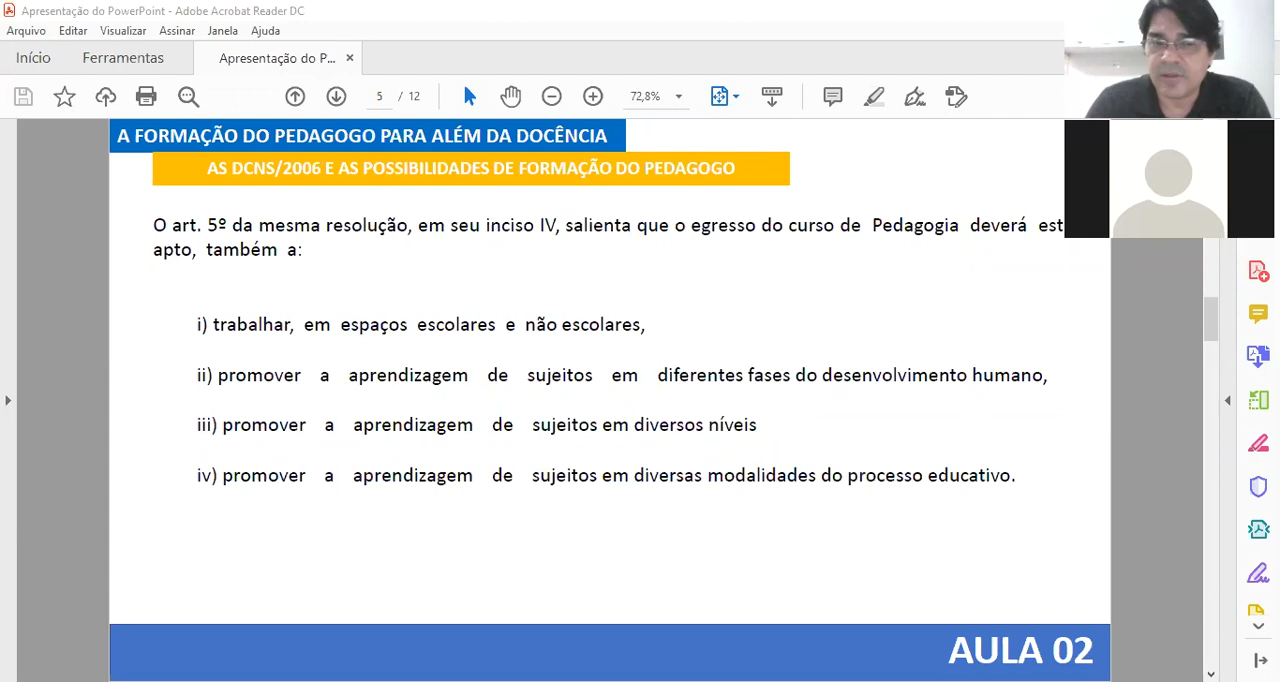 Apresentação do PowerPoint - Adobe Acrobat Reader DC
Arquivo Editar Visualizar Assinar Janela Ajuda
Início Ferramentas Apresentação do P... ×
5 / 12 72,8%
A FORMAÇÃO DO PEDAGOGO PARA ALÉM DA DOCÊNCIA
AS DCNS/2006 E AS POSSIBILIDADES DE FORMAÇÃO DO PEDAGOGO
O art. 5º da mesma resolução, em seu inciso IV, salienta que o egresso do curso de Pedagogia deverá est
apto, também a:
i) trabalhar, em espaços escolares e não escolares,
ii) promover a aprendizagem de sujeitos em diferentes fases do desenvolvimento humano,
iii) promover a aprendizagem de sujeitos em diversos níveis
iv) promover a aprendizagem de sujeitos em diversas modalidades do processo educativo.
AULA 02